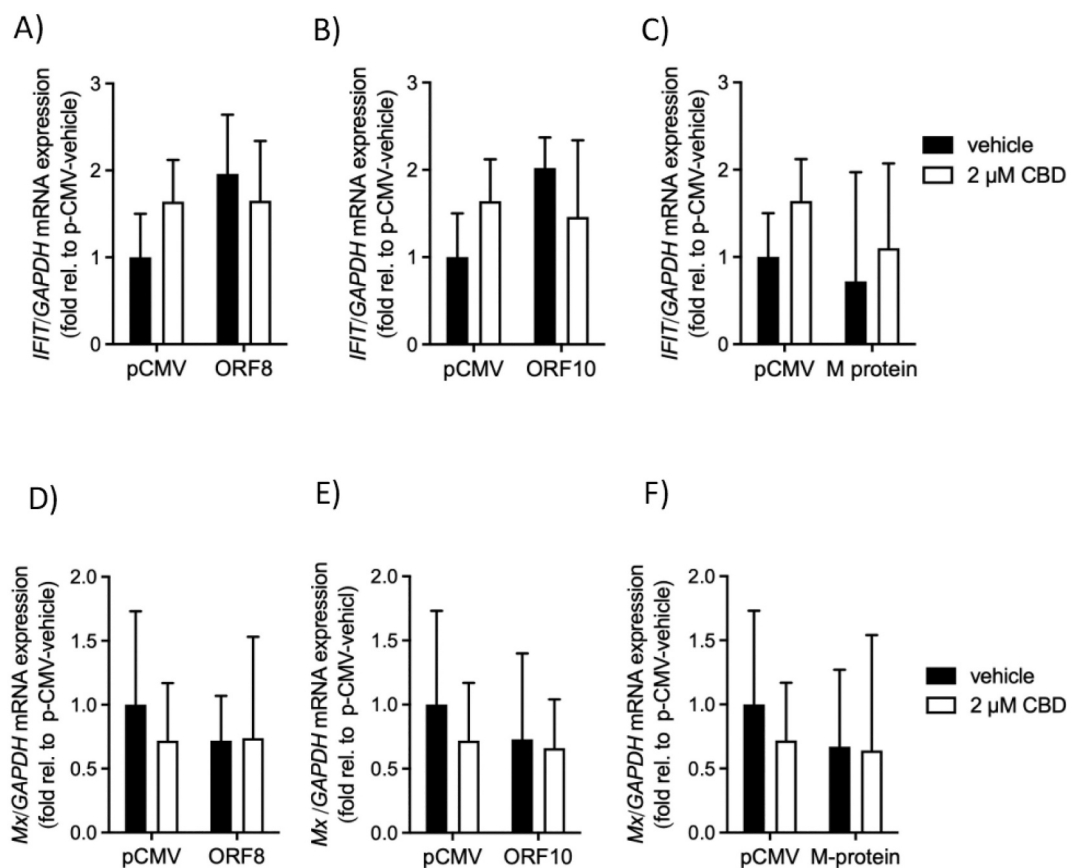 A)
B)
C)
IFIT/GAPDH mRNA expression
(fold rel. to p-CMV-vehicle)
3
2
1
0
pCMV ORF8
IFIT/GAPDH mRNA expression
(fold rel. to p-CMV-vehicle)
3
2
1
0
pCMV ORF10
IFIT/GAPDH mRNA expression
(fold rel. to p-CMV-vehicle)
3
2
1
0
pCMV M protein
vehicle
2 µM CBD
D)
E)
F)
Mx/GAPDH mRNA expression
(fold rel. to p-CMV-vehicle)
2.0
1.5
1.0
0.5
0.0
pCMV ORF8
Mx /GAPDH mRNA expression
(fold rel. to p-CMV-vehicl)
2.0
1.5
1.0
0.5
0.0
pCMV ORF10
Mx/GAPDH mRNA expression
(fold rel. to p-CMV-vehicle)
2.0
1.5
1.0
0.5
0.0
pCMV M-protein
vehicle
2 µM CBD